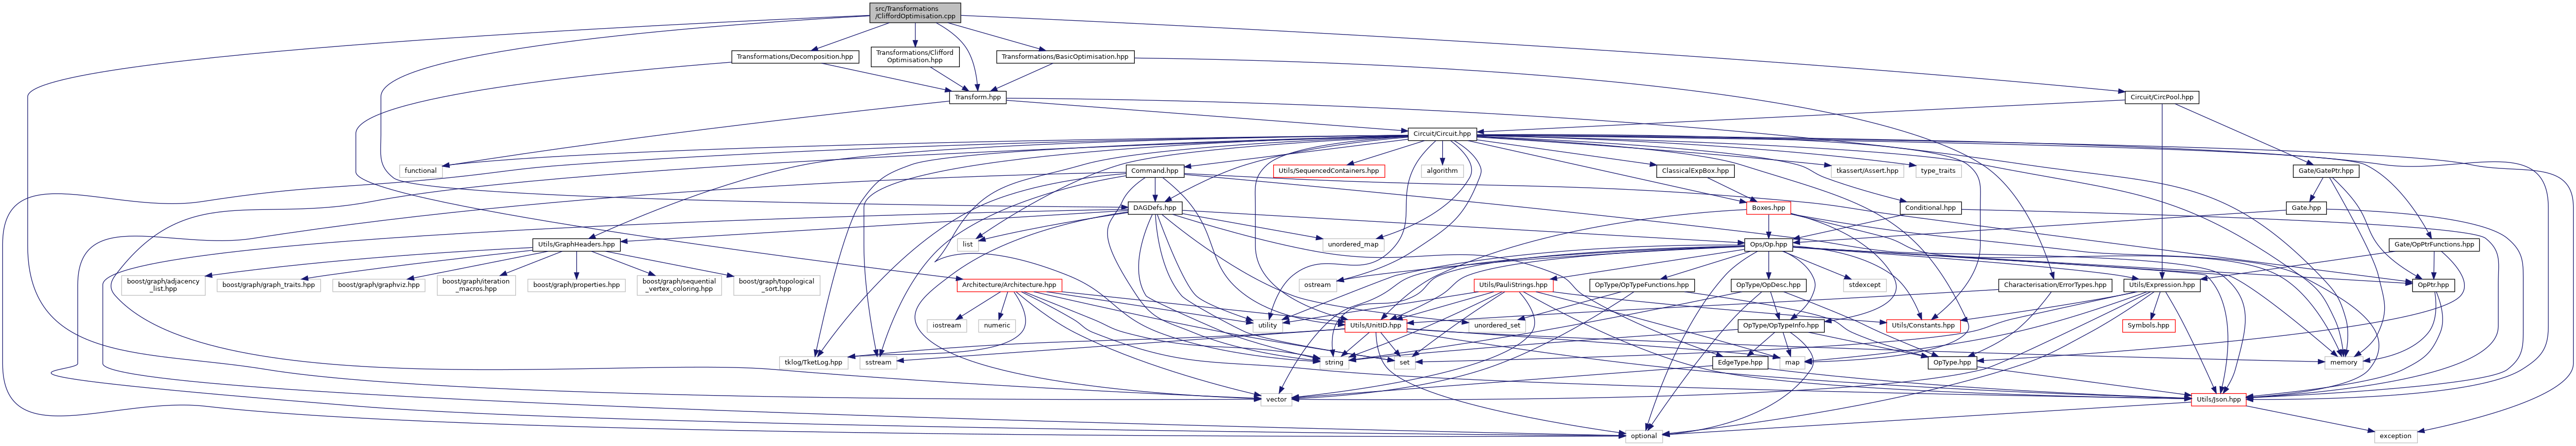 src/Transformations
/CliffordOptimisation.cpp
Transformations/Decomposition.hpp
Transformations/Clifford
Optimisation.hpp
Transformations/BasicOptimisation.hpp
Transform.hpp
Circuit/CircPool.hpp
Circuit/Circuit.hpp
functional
Command.hpp
Utils/SequencedContainers.hpp
algorithm
ClassicalExpBox.hpp
tkassert/Assert.hpp
type_traits
Gate/GatePtr.hpp
DAGDefs.hpp
Boxes.hpp
Conditional.hpp
Gate.hpp
Utils/GraphHeaders.hpp
list
unordered_map
Ops/Op.hpp
Gate/OpPtrFunctions.hpp
boost/graph/adjacency
_list.hpp
boost/graph/graph_traits.hpp
boost/graph/graphviz.hpp
boost/graph/iteration
_macros.hpp
boost/graph/properties.hpp
boost/graph/sequential
_vertex_coloring.hpp
boost/graph/topological
_sort.hpp
Architecture/Architecture.hpp
ostream
Utils/PauliStrings.hpp
OpType/OpTypeFunctions.hpp
OpType/OpDesc.hpp
stdexcept
Characterisation/ErrorTypes.hpp
Utils/Expression.hpp
OpPtr.hpp
iostream
numeric
utility
Utils/UnitID.hpp
unordered_set
OpType/OpTypeInfo.hpp
Utils/Constants.hpp
Symbols.hpp
tklog/TketLog.hpp
sstream
string
set
EdgeType.hpp
map
OpType.hpp
memory
vector
Utils/Json.hpp
optional
exception